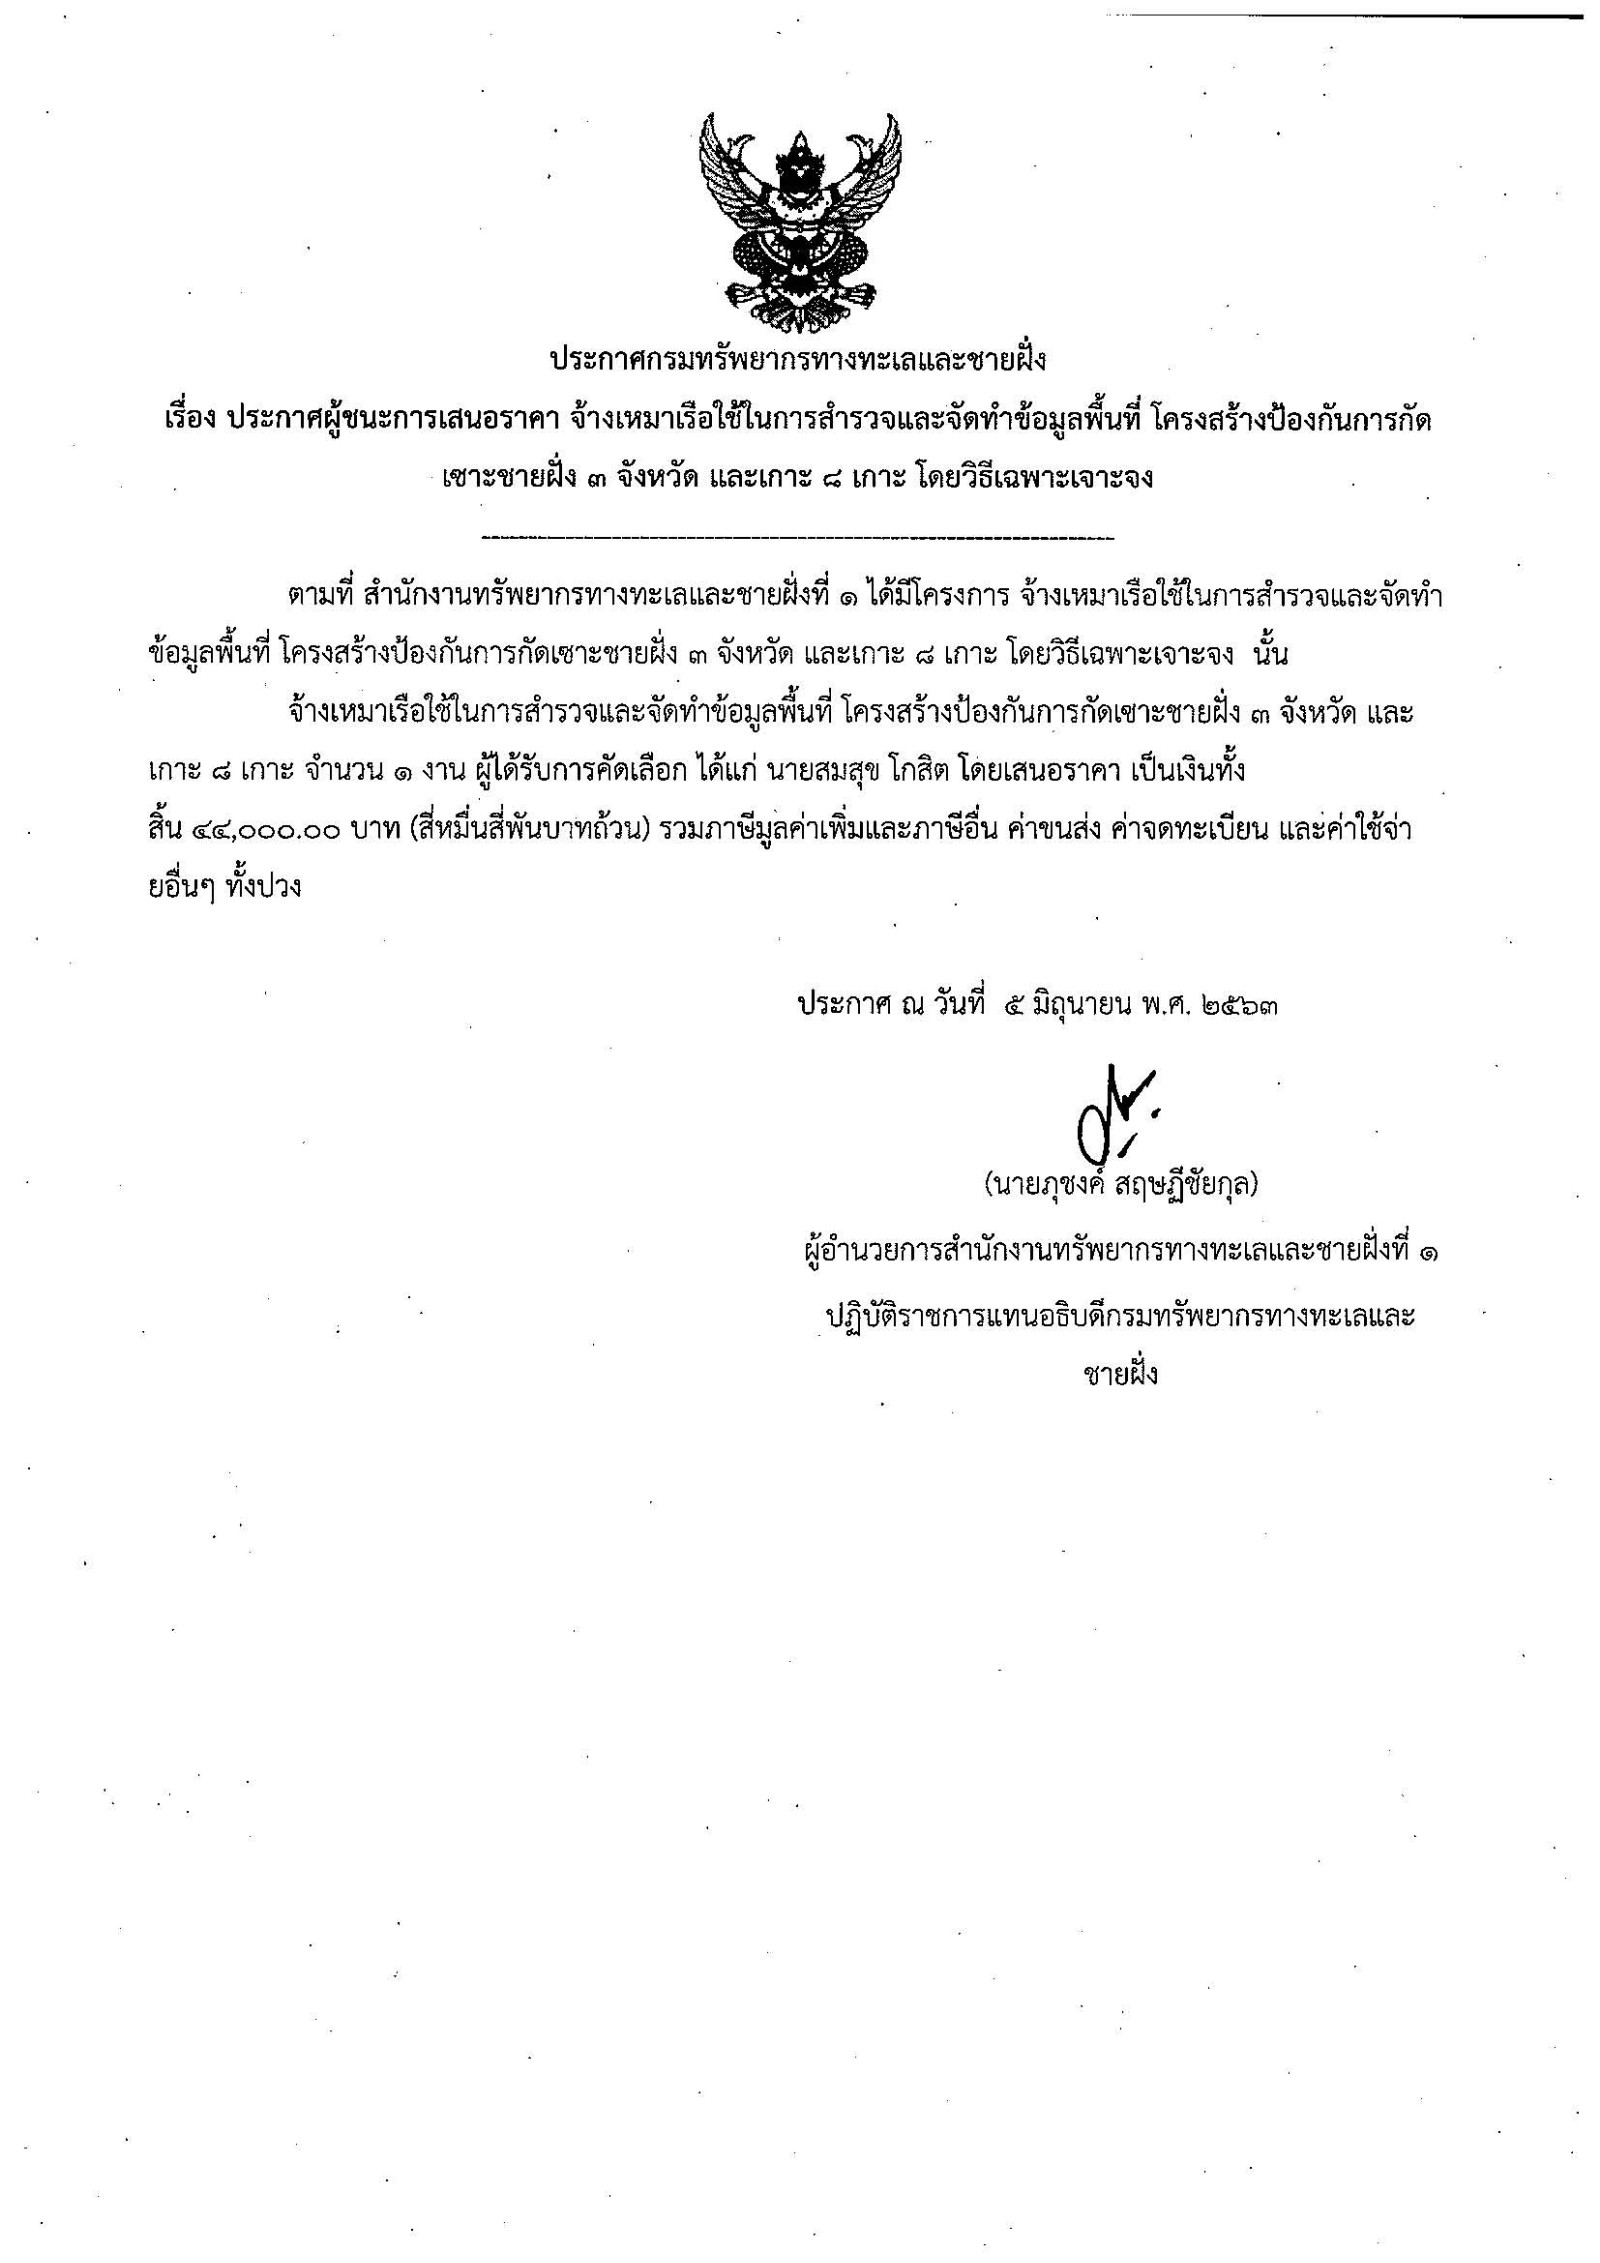 ประกาศกรมทรัพยากรทางทะเลและชายฝั่ง
เรื่อง ประกาศผู้ชนะการเสนอราคา จ้างเหมาเรือใช้ในการสำรวจและจัดทำข้อมูลพื้นที่ โครงสร้างป้องกันการกัด
เซาะชายฝั่ง ๓ จังหวัด และเกาะ ๘ เกาะ โดยวิธีเฉพาะเจาะจง
ตามที่ สำนักงานทรัพยากรทางทะเลและชายฝั่งที่ ๑ ได้มีโครงการ จ้างเหมาเรือใช้ในการสำรวจและจัดทำ
ข้อมูลพื้นที่ โครงสร้างป้องกันการกัดเซาะชายฝั่ง ๓ จังหวัด และเกาะ ๘ เกาะ โดยวิธีเฉพาะเจาะจง นั้น
จ้างเหมาเรือใช้ในการสำรวจและจัดทำข้อมูลพื้นที่ โครงสร้างป้องกันการกัดเซาะชายฝั่ง ๓ จังหวัด และ
เกาะ ๘ เกาะ จำนวน ๑ งาน ผู้ได้รับการคัดเลือก ได้แก่ นายสมสุข โกสิต โดยเสนอราคา เป็นเงินทั้ง
สิ้น ๔๔,๐๐๐.๐๐ บาท (สี่หมื่นสี่พันบาทถ้วน) รวมภาษีมูลค่าเพิ่มและภาษีอื่น ค่าขนส่ง ค่าจดทะเบียน และค่าใช้จ่า
ยอื่นๆ ทั้งปวง
ประกาศ ณ วันที่ ๕ มิถุนายน พ.ศ. ๒๕๖๓
(นายภุชงค์ สฤษฏีชัยกุล)
ผู้อำนวยการสำนักงานทรัพยากรทางทะเลและชายฝั่งที่ ๑
ปฏิบัติราชการแทนอธิบดีกรมทรัพยากรทางทะเลและ
ชายฝั่ง